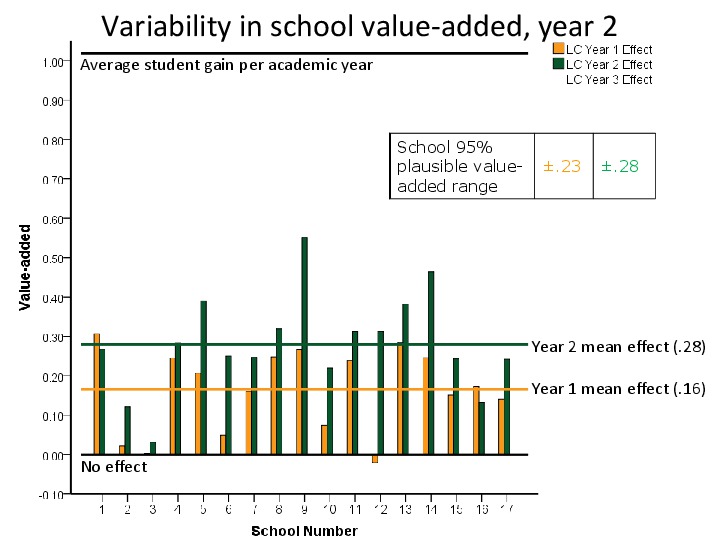 Variability in school value-added, year 2
LC Year 1 Effect
LC Year 2 Effect
LC Year 3 Effect
Average student gain per academic year
1.00
0.90
0.80
0.70
0.60
0.50
0.40
0.30
0.20
0.10
0.00
-0.10
Value-added
School 95%
plausible value-
added range
±.23
±.28
Year 2 mean effect (.28)
Year 1 mean effect (.16)
No effect
1 2 3 4 5 6 7 8 9 10 11 12 13 14 15 16 17
School Number